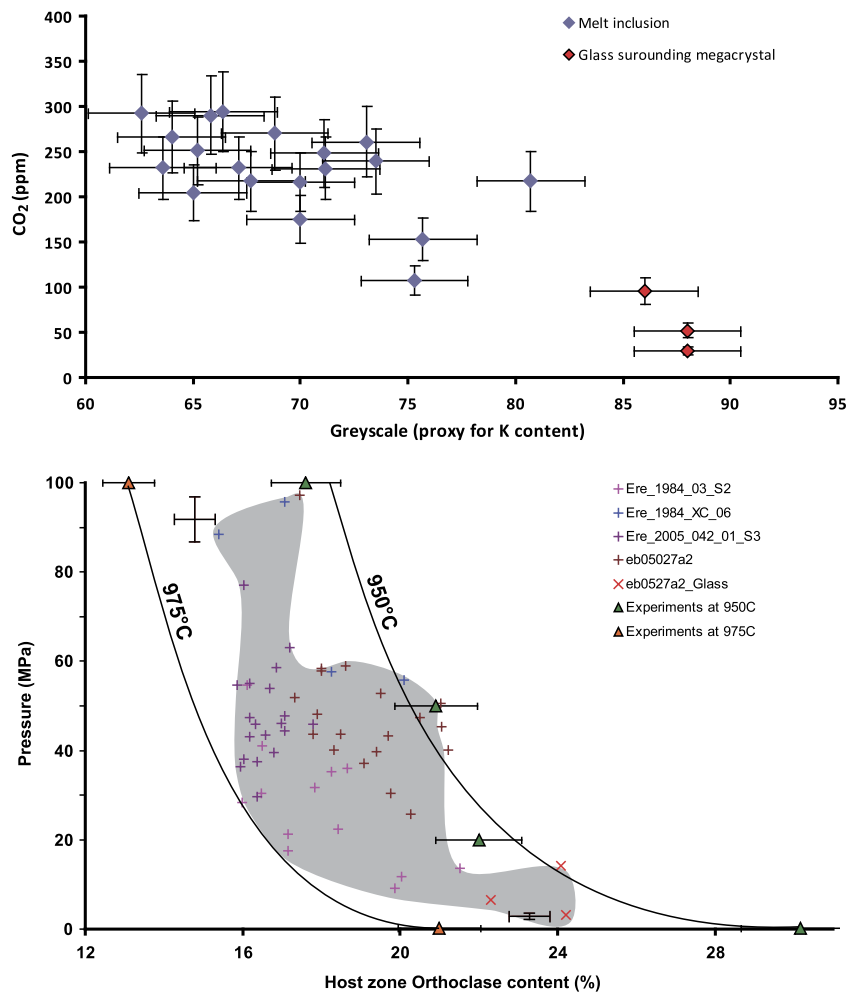 400
350
300
250
200
150
100
50
0
CO2 (ppm)
Melt inclusion
Glass surounding megacrystal
60 65 70 75 80 85 90 95
Greyscale (proxy for K content)
100
80
60
40
20
0
Pressure (MPa)
975°C
950°C
Ere_1984_03_S2
Ere_1984_XC_06
Ere_2005_042_01_S3
eb05027a2
eb0527a2_Glass
Experiments at 950C
Experiments at 975C
12 16 20 24 28
Host zone Orthoclase content (%)